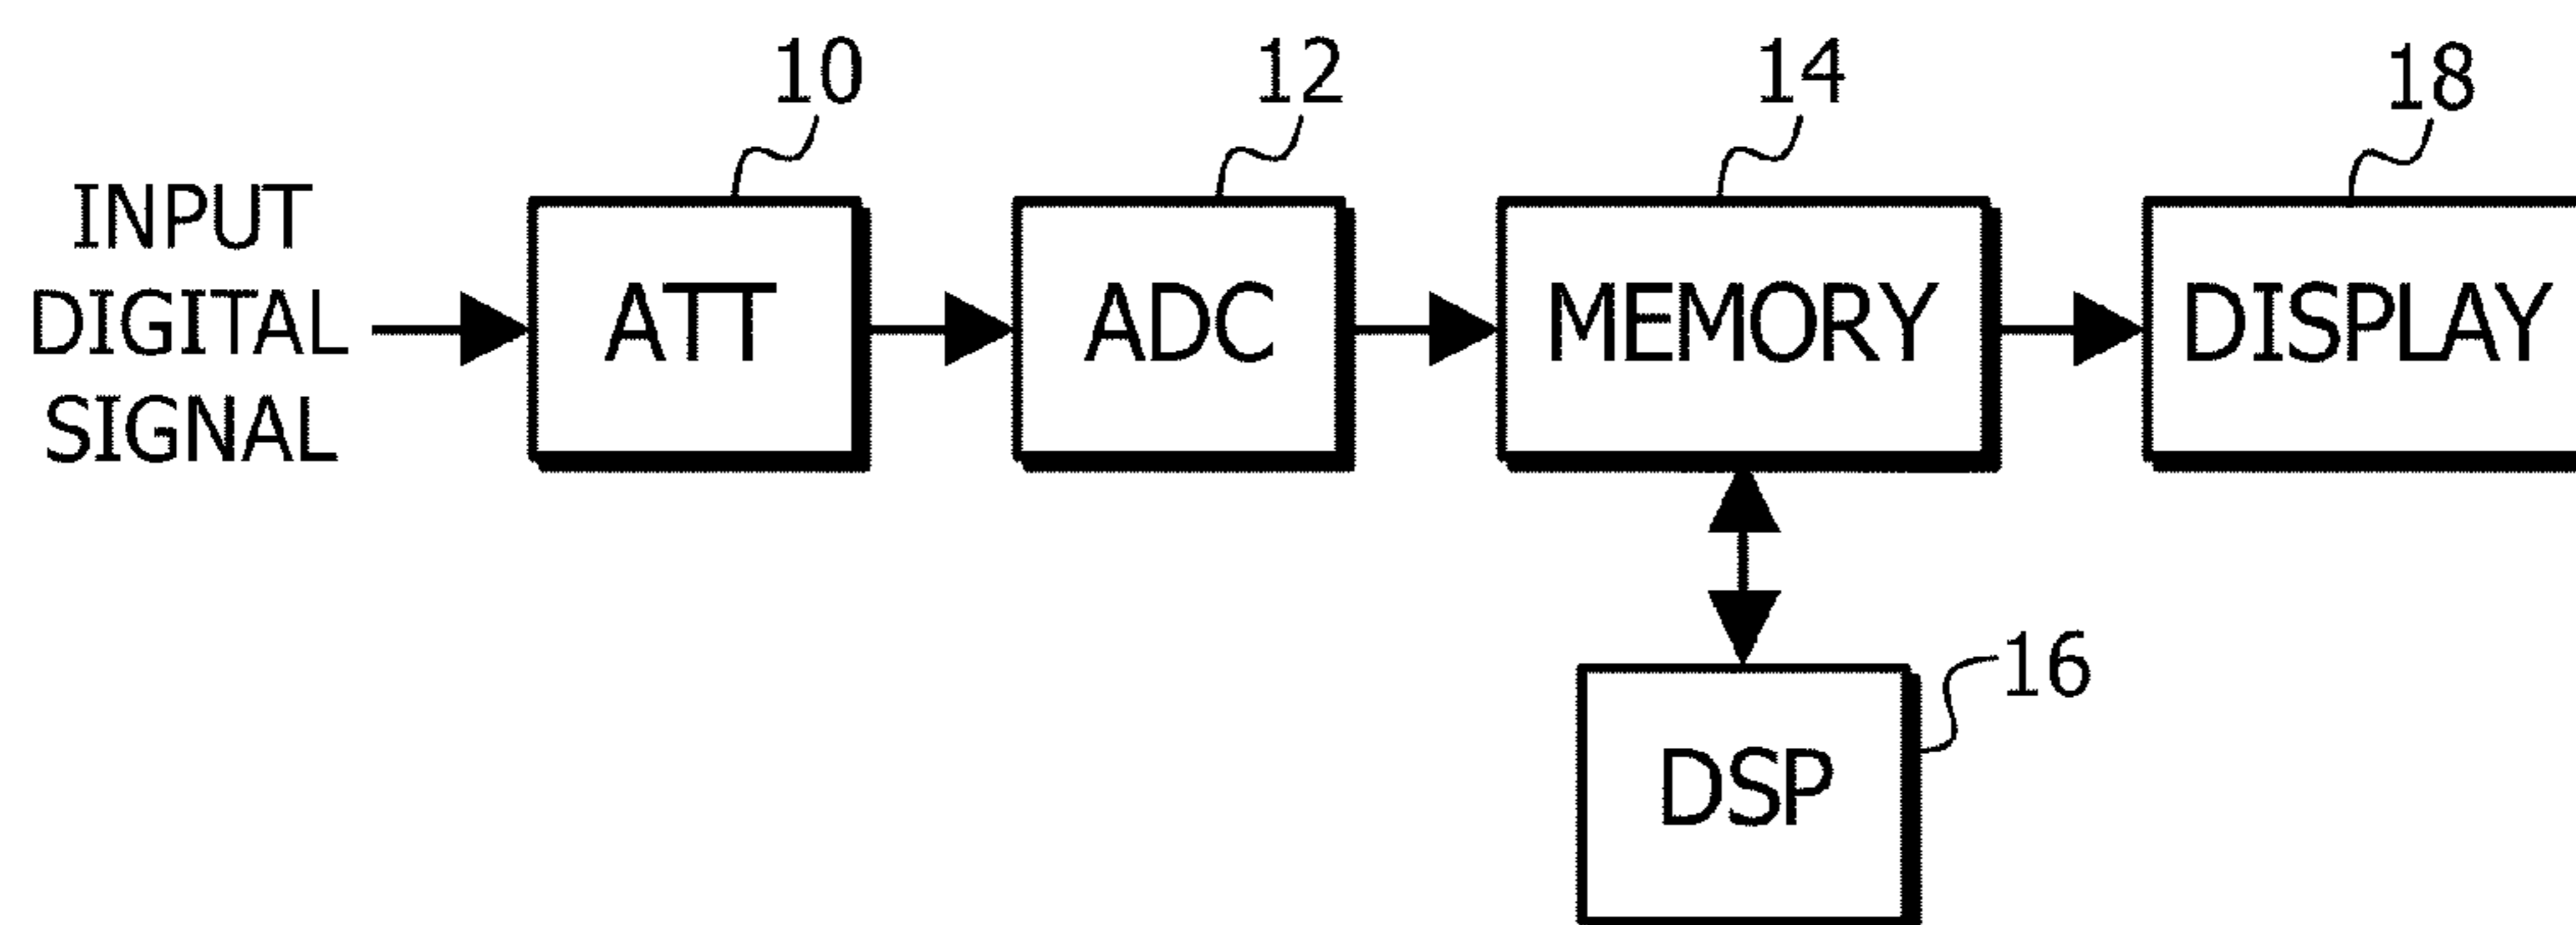 10
12
14
18
INPUT
DIGITAL
SIGNAL
ATT
ADC
MEMORY
DISPLAY
16
DSP